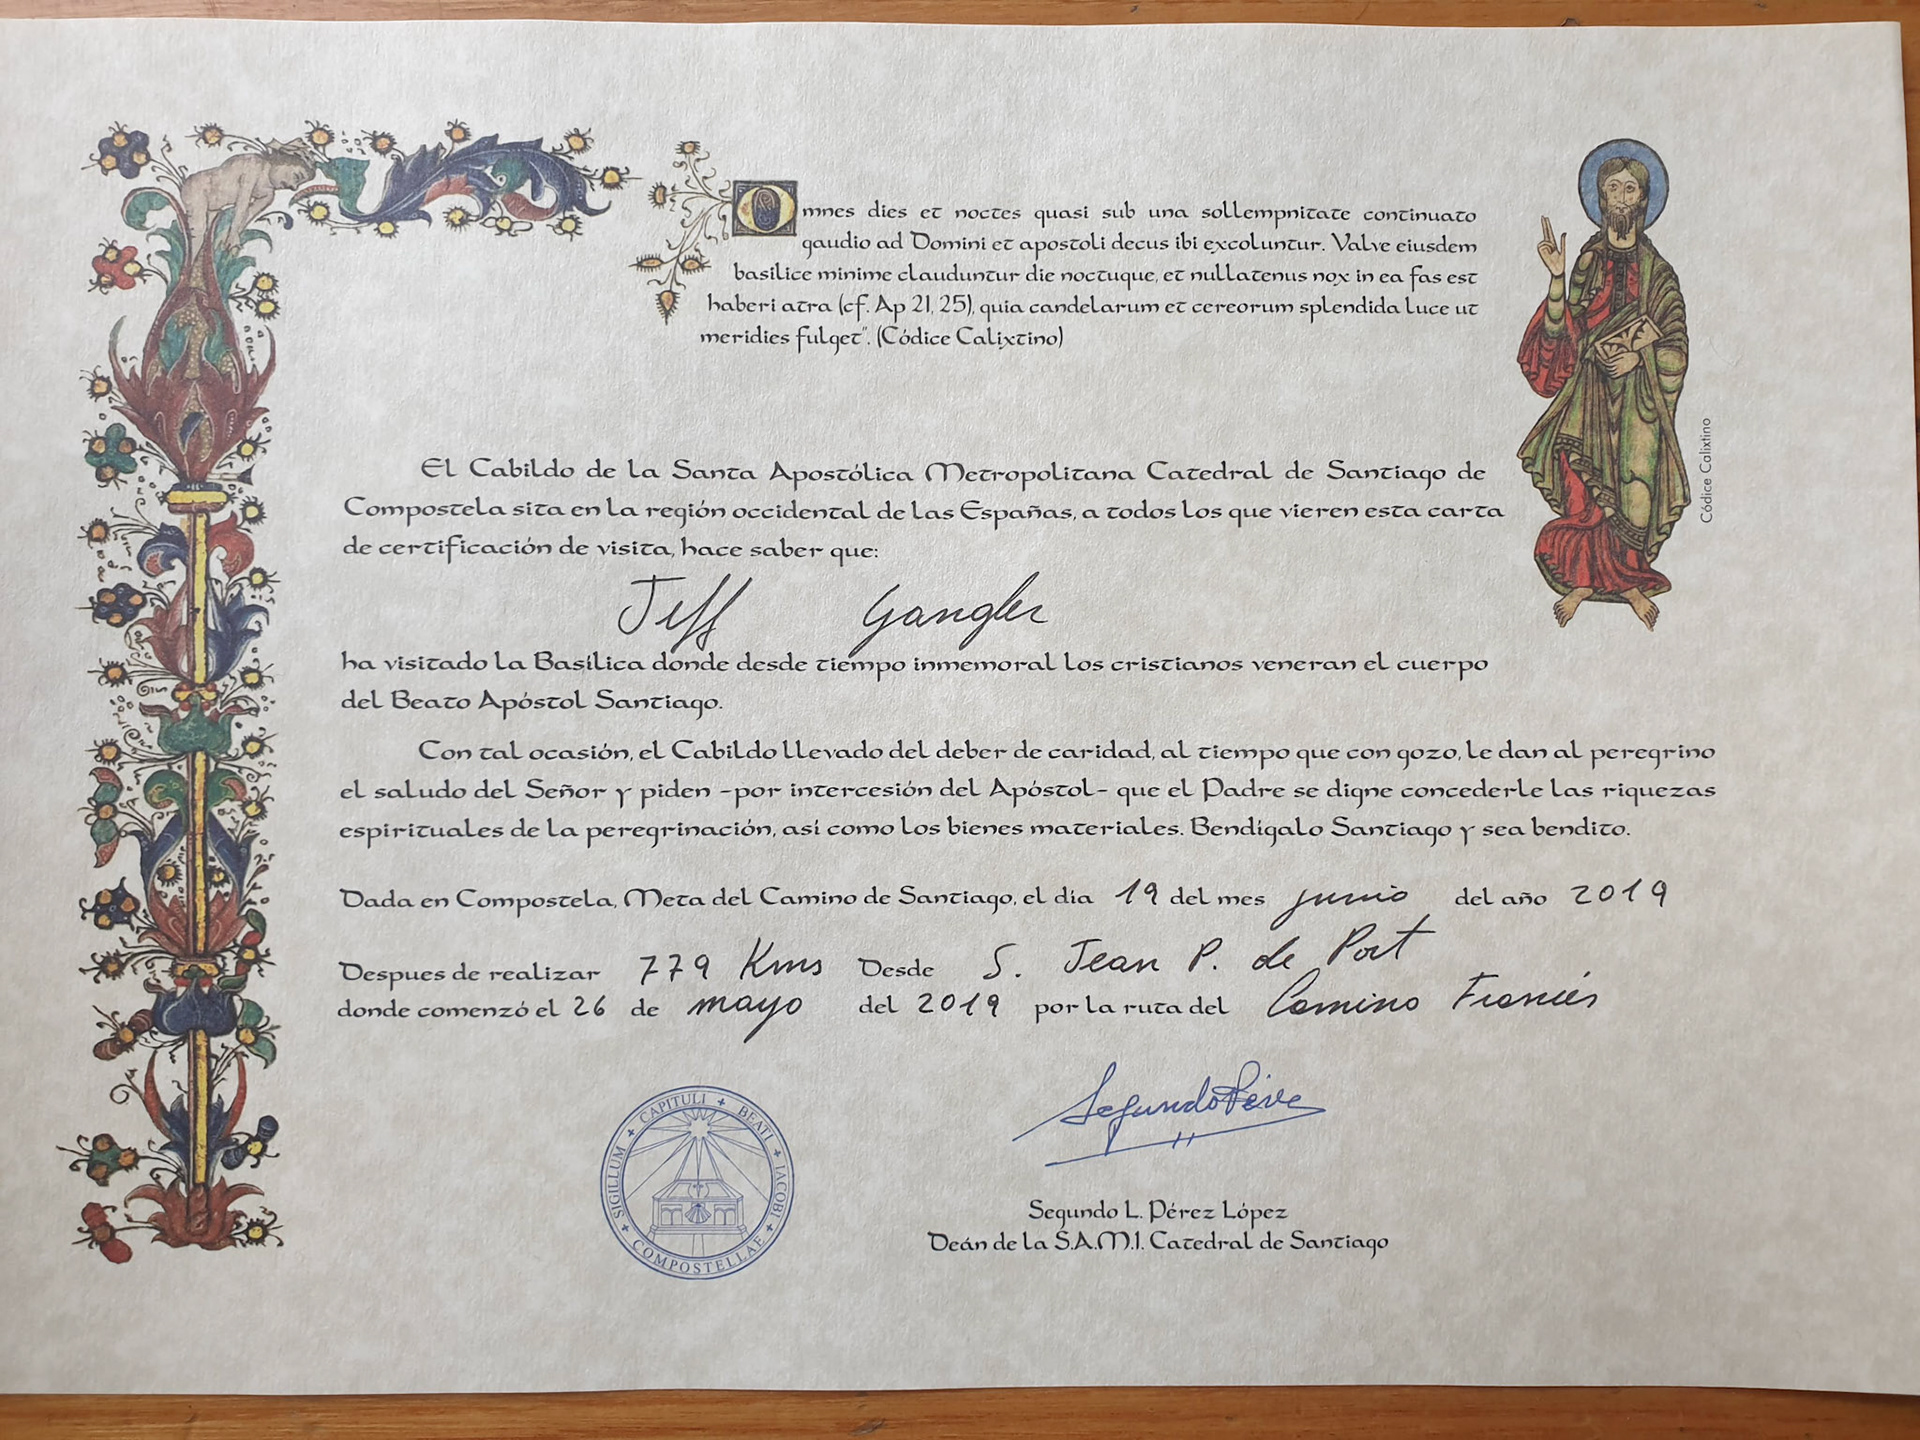 Omnes dies et noctes quasi sub una sollempnitate continuato
gaudio ad Domini et apostoli decus ibi excoluntur. Valve eiusdem
basilice minime clauduntur die noctuque, et nullatenus nox in ea fas est
haberi atra (cf. Ap 21, 25), quia candelarum et cereorum splendida luce ut
meridies fulget". (Códice Calixtino)
Códice Calixtino
El Cabildo de la Santa Apostólica Metropolitana Catedral de Santiago de
Compostela sita en la región occidental de las Españas, a todos los que vieren esta carta
de certificación de visita, hace saber que:
Jeff Gangler
ha visitado la Basílica donde desde tiempo inmemoral los cristianos veneran el cuerpo
del Beato Apóstol Santiago.
Con tal ocasión, el Cabildo llevado del deber de caridad, al tiempo que con gozo, le dan al peregrino
el saludo del Señor y piden -por intercesión del Apóstol- que el Padre se digne concederle las riquezas
espirituales de la peregrinación, así como los bienes materiales. Bendígalo Santiago y sea bendito.
Dada en Compostela, Meta del Camino de Santiago, el día 19 del mes junio del año 2019
Despues de realizar 779 Kms Desde S. Jean P. de Port
donde comenzó el 26 de mayo del 2019 por la ruta del Camino Francés
SIGILLUM + CAPITULI + BEATI + IACOBI + COMPOSTELLAE +
Segundo Pérez
Segundo L. Pérez López
Deán de la S.A.M.I. Catedral de Santiago